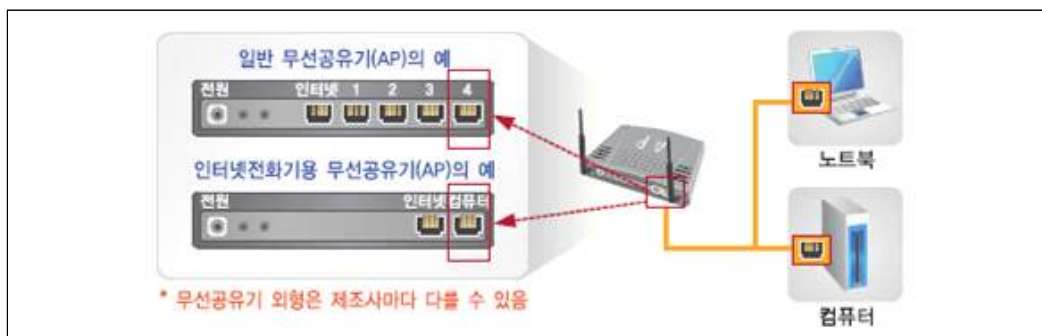 일반 무선공유기(AP)의 예
전원 인터넷 1 2 3 4
인터넷전화기용 무선공유기(AP)의 예
전원 인터넷 컴퓨터
* 무선공유기 외형은 제조사마다 다를 수 있음
노트북
컴퓨터